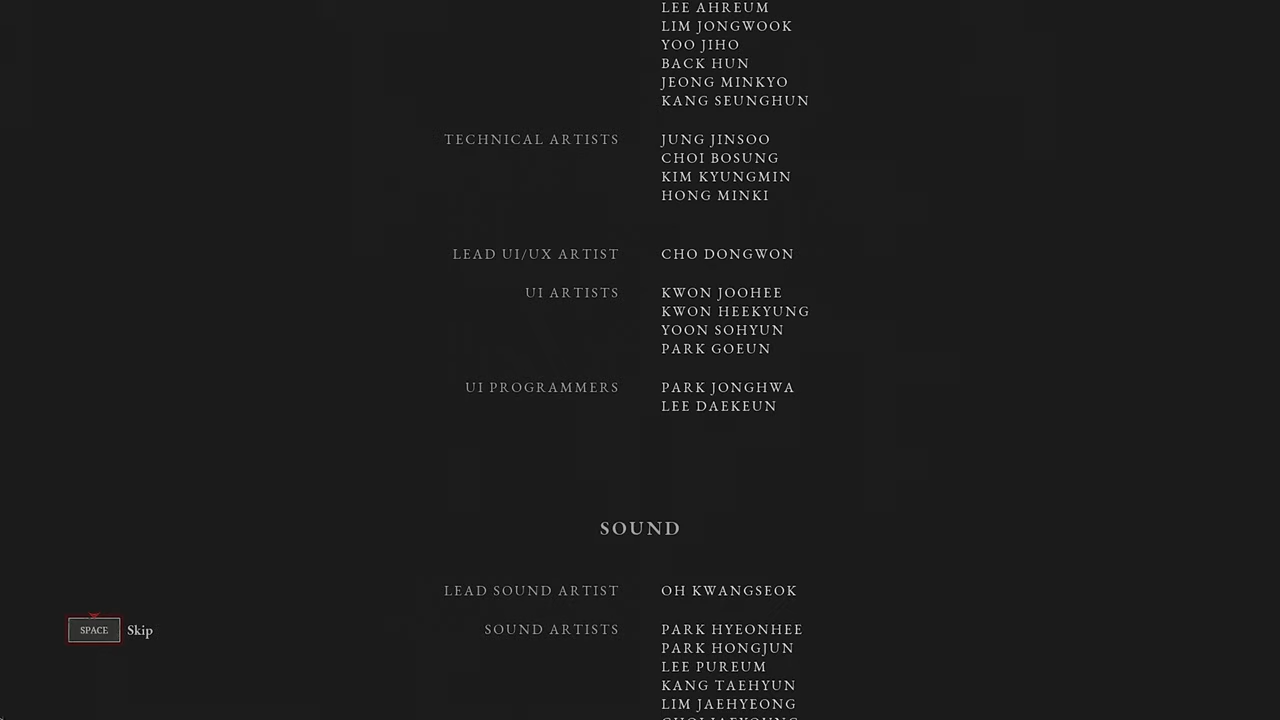 LEE AHREUM
LIM JONGWOOK
YOO JIHO
BACK HUN
JEONG MINKYO
KANG SEUNGHUN
TECHNICAL ARTISTS JUNG JINSOO
CHOI BOSUNG
KIM KYUNGMIN
HONG MINKI
LEAD UI/UX ARTIST CHO DONGWON
UI ARTISTS KWON JOOHEE
KWON HEEKYUNG
YOON SOHYUN
PARK GOEUN
UI PROGRAMMERS PARK JONGHWA
LEE DAEKEUN
SOUND
LEAD SOUND ARTIST OH KWANGSEOK
SOUND ARTISTS PARK HYEONHEE
SPACE Skip
PARK HONGJUN
LEE PUREUM
KANG TAEHYUN
LIM JAEHYEONG